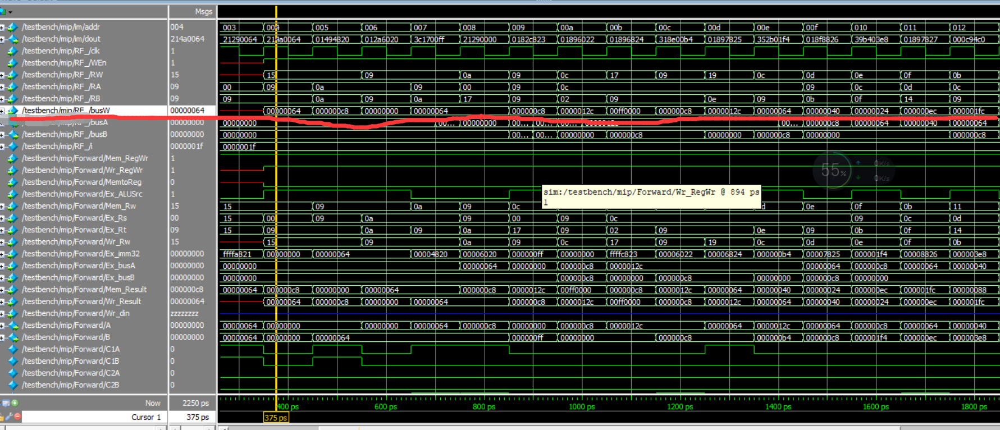 Msgs
/testbench/mip/im/addr 004 003 004 005 006 007 008 009 00a 00b 00c 00d 00e 00f 010 011 012
/testbench/mip/im/dout 214a0064 21290064 214a0064 01494820 012a6020 3c1700ff 21290000 0182c823 01896022 01896824 318e00b4 01897825 352b01f4 018f8826 39b403e8 01897827 000c94c0
/testbench/mip/RF_/clk 1
/testbench/mip/RF_/WEn 1
/testbench/mip/RF_/RW 15 15 09 0a 09 0c 17 09 19 0c 0d 0e 0f 0b
/testbench/mip/RF_/RA 09 00 09 0a 09 00 09 0c 09 0c 0d 0c
/testbench/mip/RF_/RB 09 09 0a 09 0a 17 09 02 09 0e 09 0b 0f 14 09
/testbench/mip/RF_/busW 00000064 00000064 000000c8 00000000 00000064 000000c8 0000012c 00ff0000 000000c8 0000012c 00000064 00000040 00000024 000000ec 000001fc
/testbench/mip/RF_/busA 00000000 00000000 00... 00000000 00... 00... 00... 00... 000000c8 00000064 00000040 00000064
/testbench/mip/RF_/busB 00000000 00000000 00... 00... 00000000 000000c8 00000000 000000c8 00000000 000000c8
/testbench/mip/RF_/i 0000001f 0000001f
/testbench/mip/Forward/Mem_RegWr 1
/testbench/mip/Forward/Wr_RegWr 1
/testbench/mip/Forward/MemtoReg 0
/testbench/mip/Forward/Ex_ALUSrc 1
55%
0K/s
0K/s
sim:/testbench/mip/Forward/Wr_RegWr @ 894 ps
1
/testbench/mip/Forward/Mem_Rw 15 15 09 0a 09 0c d 0e 0f 0b 11
/testbench/mip/Forward/Ex_Rs 00 15 00 09 0a 09 00 09 0c 09 0c 0d
/testbench/mip/Forward/Ex_Rt 09 15 09 0a 09 0a 17 09 02 09 0e 09 0b 0f 14
/testbench/mip/Forward/Wr_Rw 15 15 09 0a 09 0c 17 09 19 0c 0d 0e 0f 0b
/testbench/mip/Forward/Ex_imm32 00000000 ffffa821 00000000 00000064 00004820 00006020 000000ff 00000000 ffffc823 00006022 00006824 000000b4 00007825 000001f4 00008826 000003e8
/testbench/mip/Forward/Ex_busA 00000000 00000000 00000064 00000000 000000c8 0000012c 00000064 000000c8 00000064 00000040
/testbench/mip/Forward/Ex_busB 00000000 00000000 000000c8 00000000 000000c8 00000000 000000c8 00000000
/testbench/mip/Forward/Mem_Result 000000c8 00000064 000000c8 00000000 00000064 000000c8 0000012c 00ff0000 000000c8 0000012c 00000064 00000040 00000024 000000ec 000001fc 00000088
/testbench/mip/Forward/Wr_Result 00000064 00000064 000000c8 00000000 00000064 000000c8 0000012c 00ff0000 000000c8 0000012c 00000064 00000040 00000024 000000ec 000001fc
/testbench/mip/Forward/Wr_din zzzzzzzz
/testbench/mip/Forward/A 00000000 00000064 00000000 00000000 00000064 000000c8 00000000 000000c8 0000012c 00000064 0000012c 00000064 000000c8 00000064 00000040
/testbench/mip/Forward/B 00000000 00000064 00000000 00000064 000000ff 00000000 000000c8 000000b4 000000c8 000001f4 000000ec 000003e8
/testbench/mip/Forward/C1A 0
/testbench/mip/Forward/C1B 0
/testbench/mip/Forward/C2A 0
/testbench/mip/Forward/C2B 0
Now 2250 ps 400 ps 600 ps 800 ps 1000 ps 1200 ps 1400 ps 1600 ps 1800 ps
Cursor 1 375 ps 375 ps